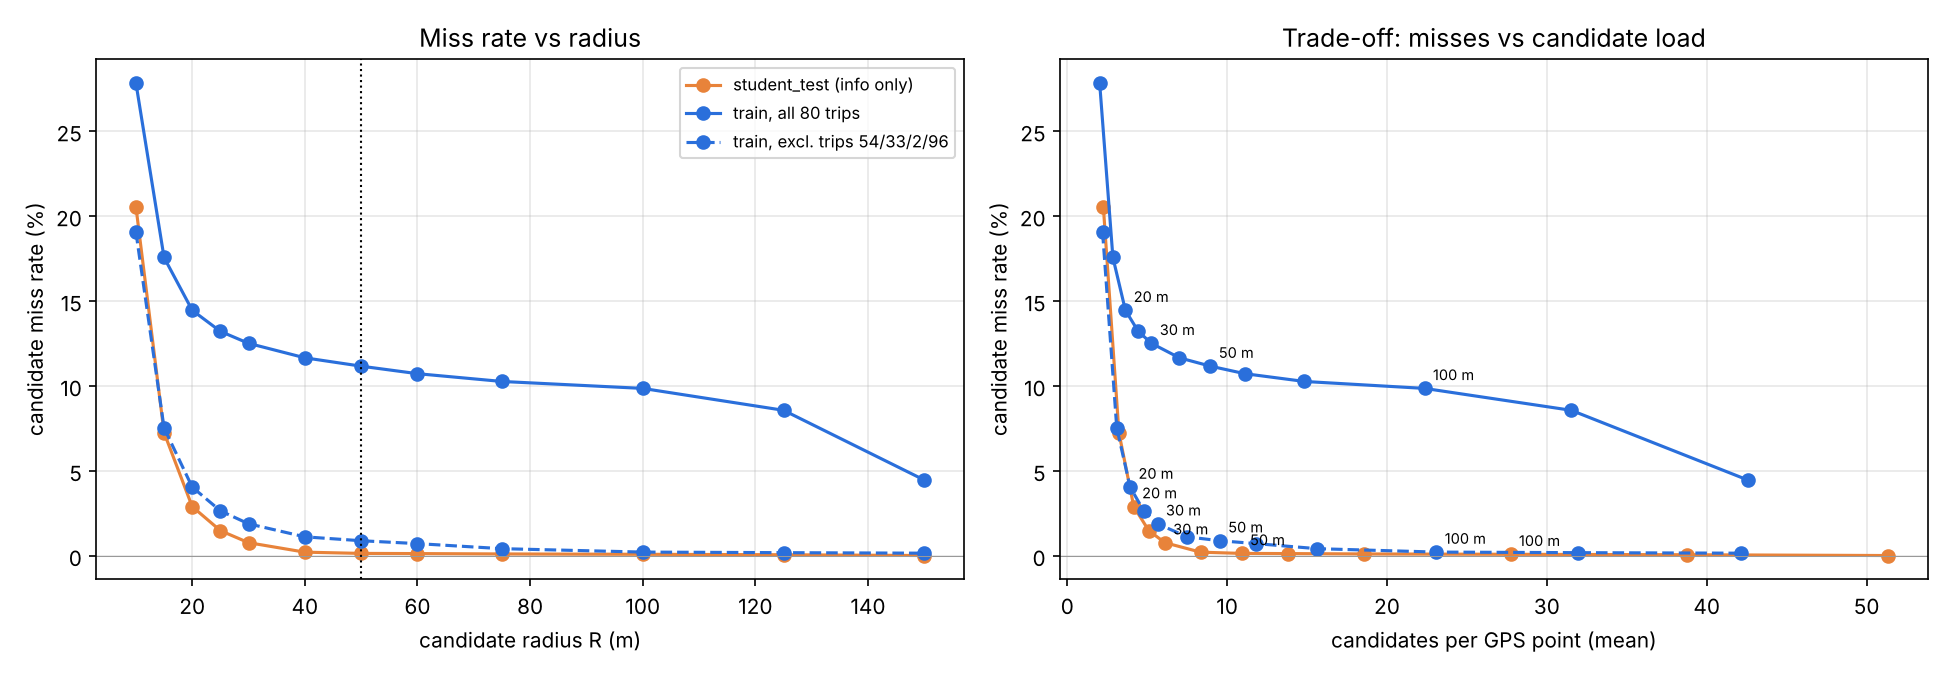 Miss rate vs radius
student_test (info only)
train, all 80 trips
train, excl. trips 54/33/2/96
candidate miss rate (%)
25
20
15
10
5
0
20 40 60 80 100 120 140
candidate radius R (m)
Trade-off: misses vs candidate load
candidate miss rate (%)
25
20
15
10
5
0
20 m
30 m
50 m
100 m
20 m
20 m
30 m
30 m
50 m
50 m
100 m
100 m
0 10 20 30 40 50
candidates per GPS point (mean)